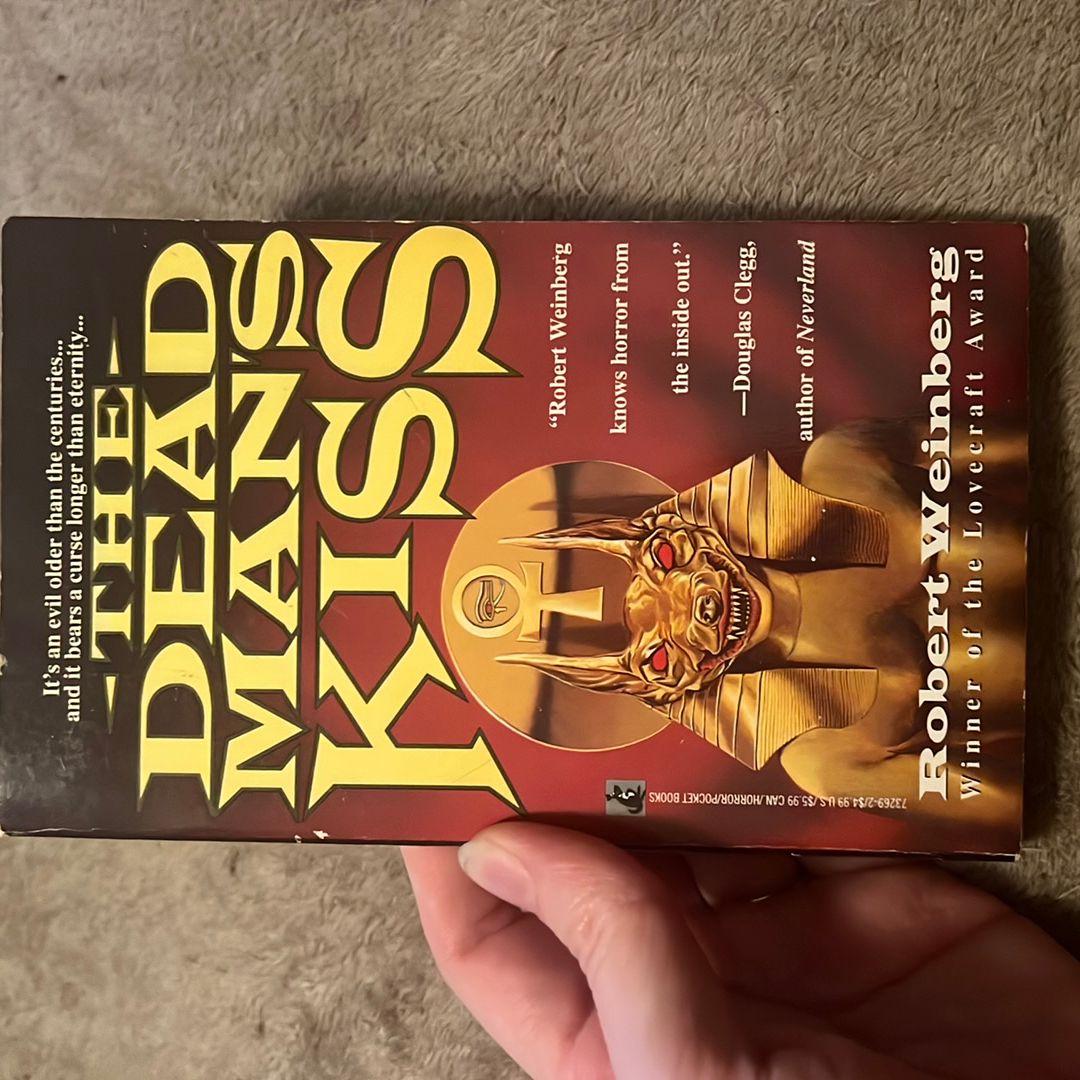 It's an evil older than the centuries...
and it bears a curse longer than eternity...
THE
DEAD
MAN'S
KISS
“Robert Weinberg
knows horror from
the inside out.”
—Douglas Clegg,
author of Neverland
73269-2/$4.99 U.S./$5.99 CAN./HORROR/POCKET BOOKS
Robert Weinberg
Winner of the Lovecraft Award